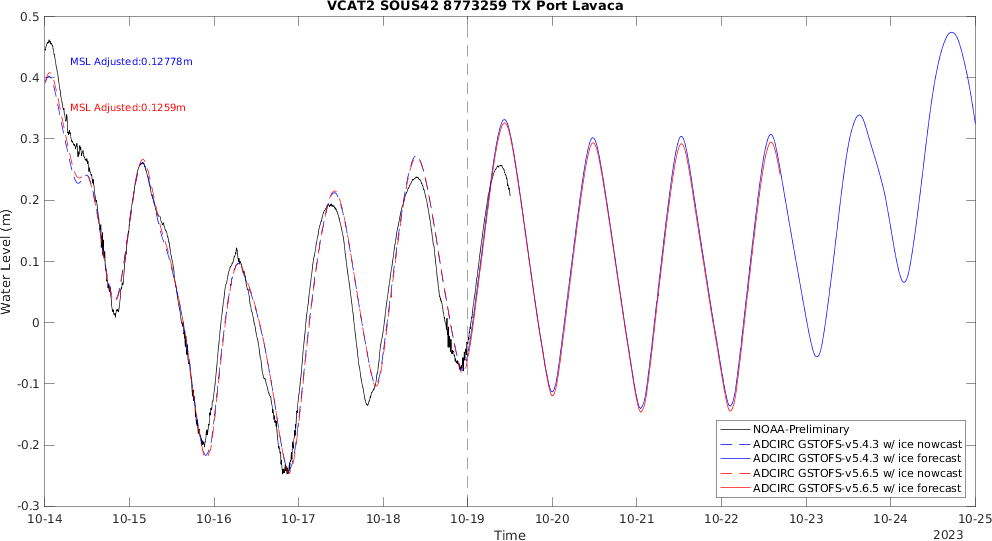 VCAT2 SOUS42 8773259 TX Port Lavaca
0.5
0.4
0.3
0.2
0.1
0
-0.1
-0.2
-0.3
Water Level (m)
MSL Adjusted:0.12778m
MSL Adjusted:0.1259m
NOAA-Preliminary
ADCIRC GSTOFS-v5.4.3 w/ ice nowcast
ADCIRC GSTOFS-v5.4.3 w/ ice forecast
ADCIRC GSTOFS-v5.6.5 w/ ice nowcast
ADCIRC GSTOFS-v5.6.5 w/ ice forecast
10-14 10-15 10-16 10-17 10-18 10-19 10-20 10-21 10-22 10-23 10-24 10-25
Time
2023